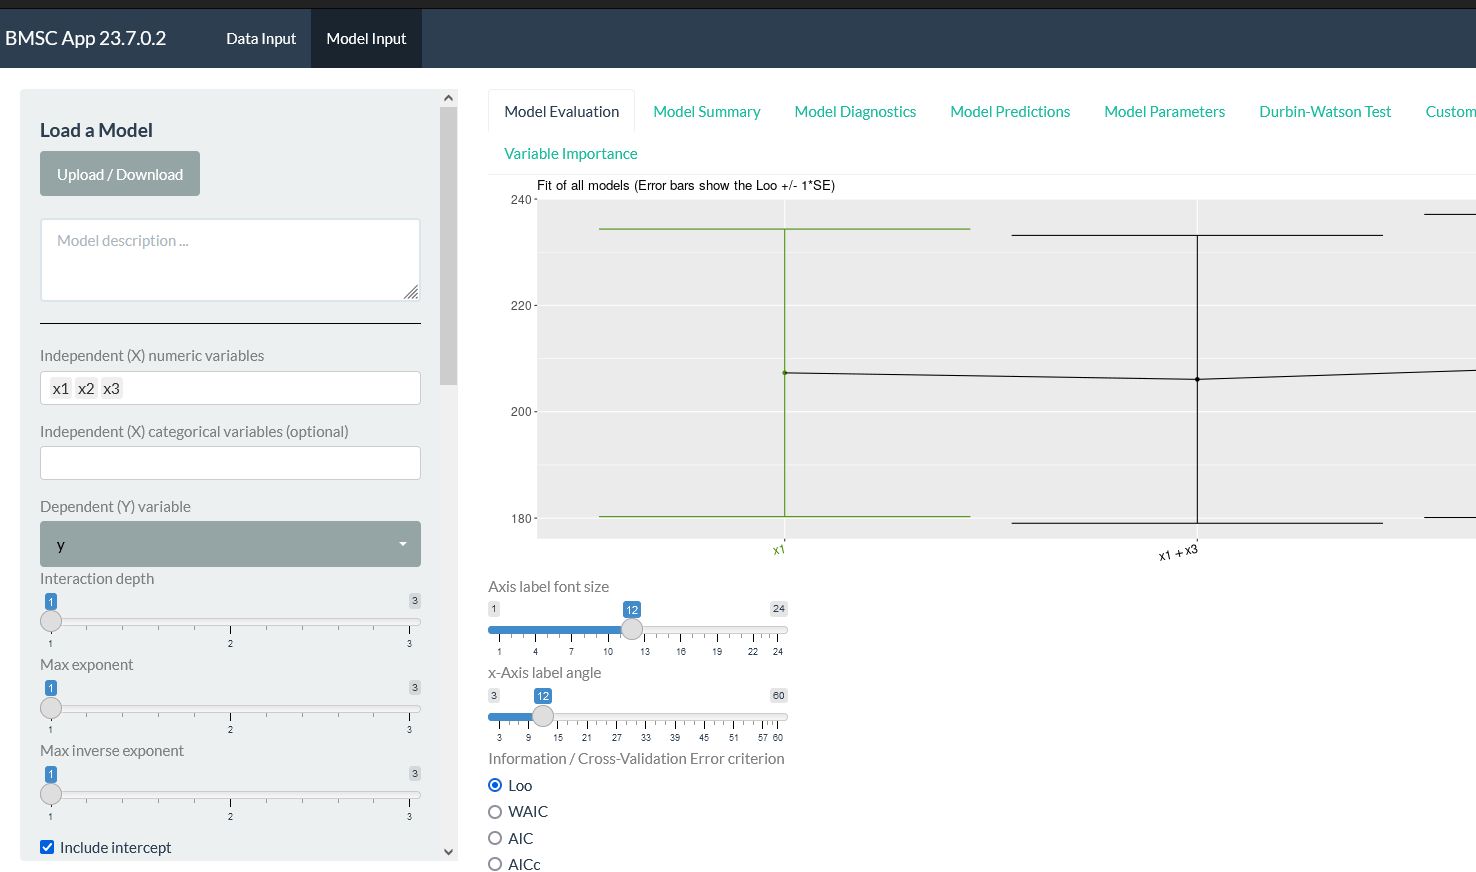 BMSC App 23.7.0.2 Data Input Model Input
Load a Model
Upload / Download
Model description ...
Independent (X) numeric variables
x1 x2 x3
Independent (X) categorical variables (optional)
Dependent (Y) variable
y
Interaction depth
1 3
1 2 3
Max exponent
1 3
1 2 3
Max inverse exponent
1 3
1 2 3
Include intercept
Model Evaluation Model Summary Model Diagnostics Model Predictions Model Parameters Durbin-Watson Test Custom
Variable Importance
Fit of all models (Error bars show the Loo +/- 1*SE)
240
220
200
180
x1 x1 + x3
Axis label font size
1 12 24
1 4 7 10 13 16 19 22 24
x-Axis label angle
3 12 60
3 9 15 21 27 33 39 45 51 57 60
Information / Cross-Validation Error criterion
Loo
WAIC
AIC
AICc